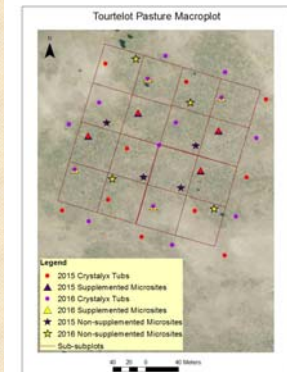 Tourtelot Pasture Macroplot
N
Legend
2015 Crystalyx Tubs
2015 Supplemented Microsites
2016 Crystalyx Tubs
2016 Supplemented Microsites
2015 Non-supplemented Microsites
2016 Non-supplemented Microsites
Sub-subplots
40 20 0 40 Meters